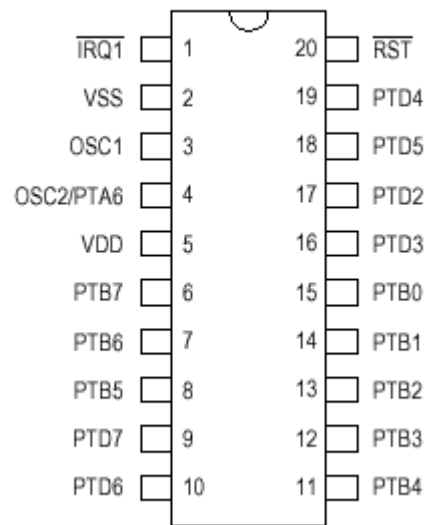 IRQ1 1 20 RST
VSS 2 19 PTD4
OSC1 3 18 PTD5
OSC2/PTA6 4 17 PTD2
VDD 5 16 PTD3
PTB7 6 15 PTB0
PTB6 7 14 PTB1
PTB5 8 13 PTB2
PTD7 9 12 PTB3
PTD6 10 11 PTB4